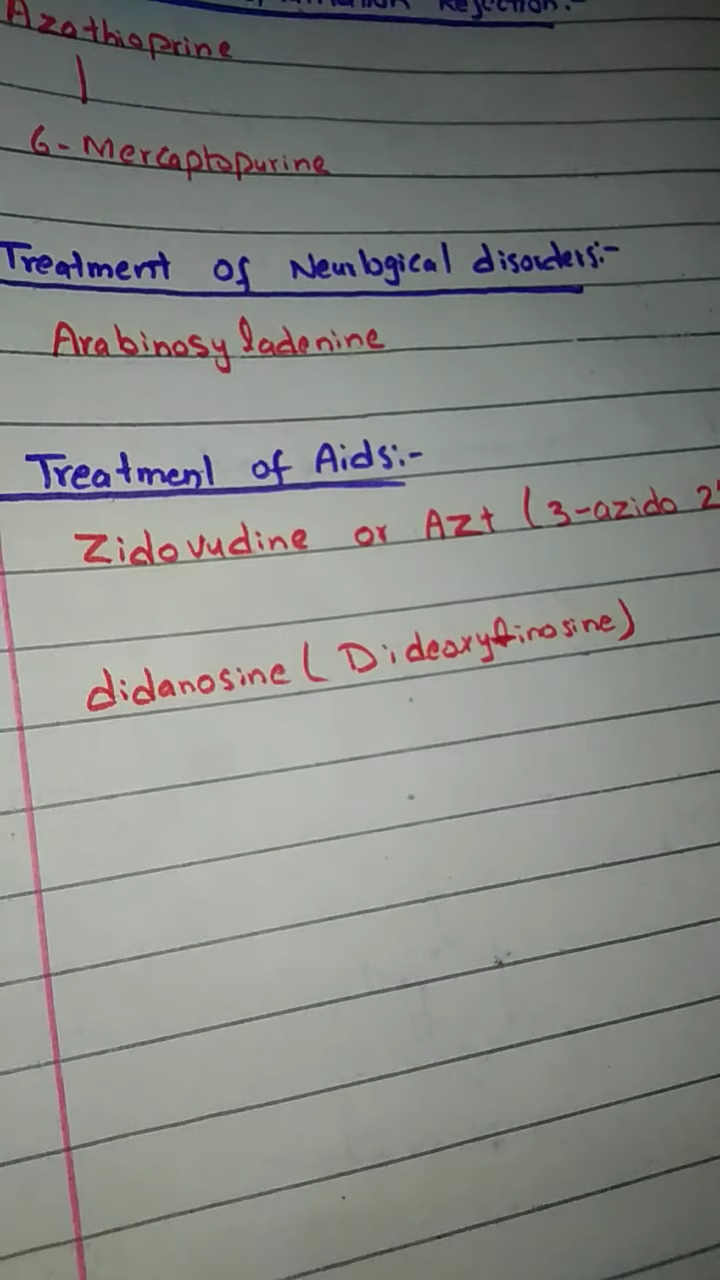 Rejection:-
Azathioprine
6-Mercaptopurine
Treatment of Neurlogical disorders:-
Arabinosyladenine
Treatment of Aids:-
Zidovudine or AZt (3-azido 2'
didanosine (Dideoxyinosine)